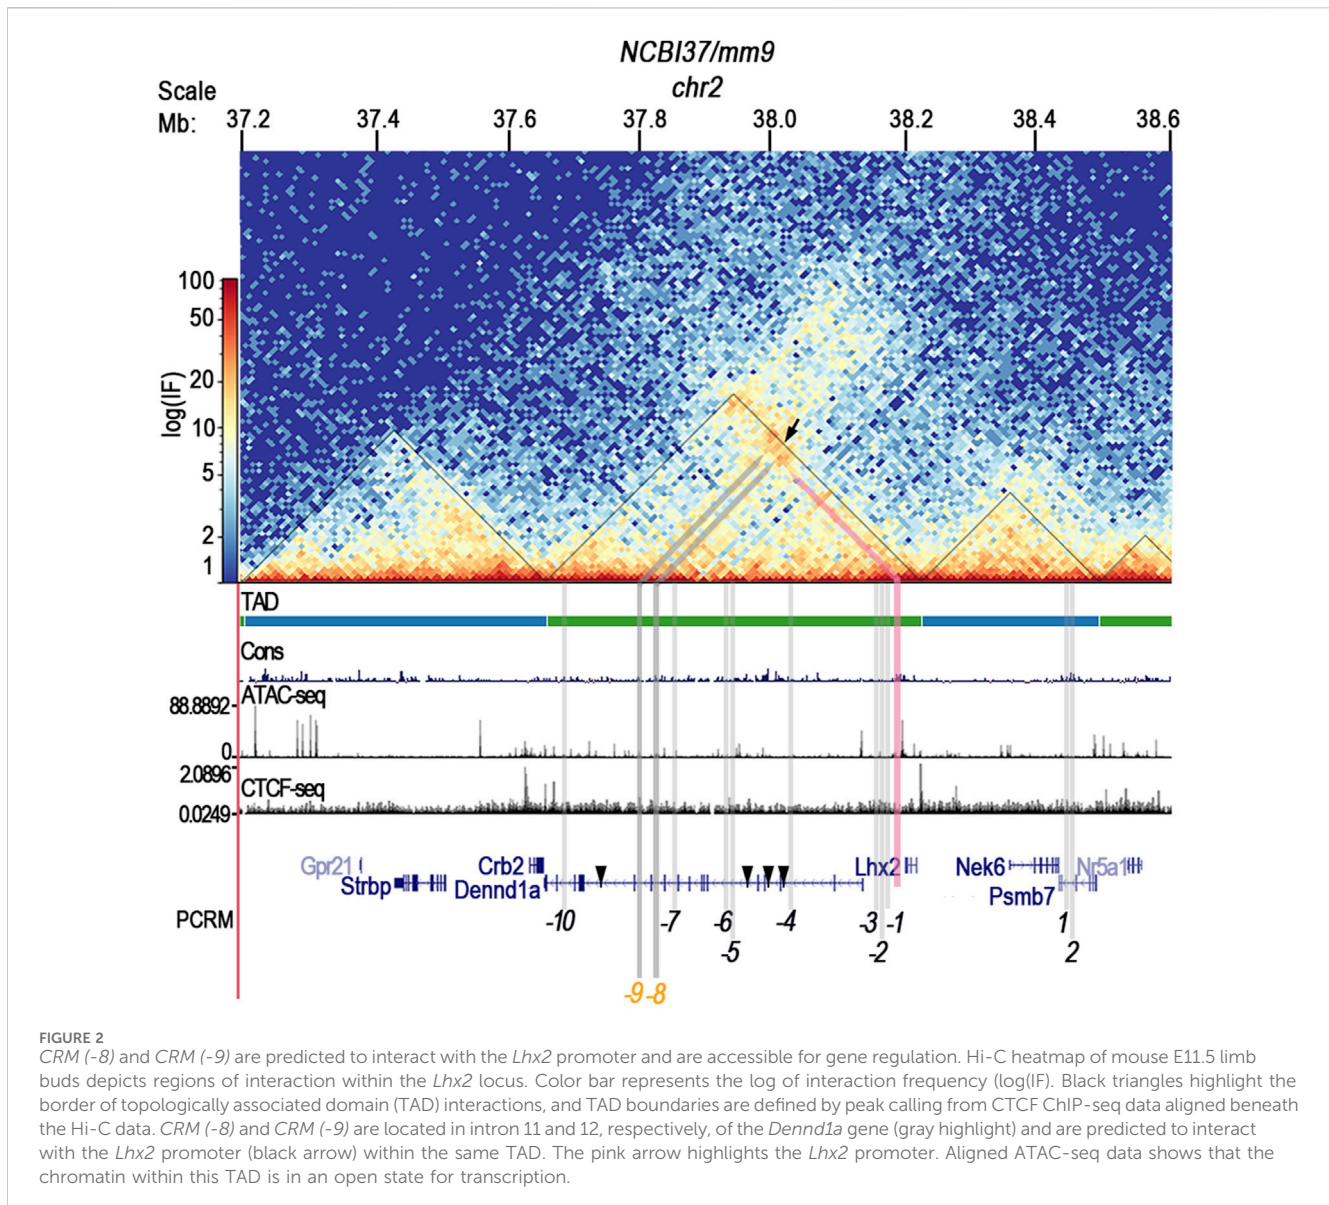 NCBI37/mm9
chr2
Scale
Mb:
37.2 37.4 37.6 37.8 38.0 38.2 38.4 38.6
100
50
20
10
5
2
1
log(IF)
TAD
Cons
ATAC-seq
88.8892
0
2.0896
CTCF-seq
0.0249
Gpr21 Crb2 Lhx2 Nek6 Nr5a1
Strbp Dennd1a Psmb7
PCRM -10 -7 -6 -4 -3 -1 1
-5 -2 2
-9 -8
FIGURE 2
CRM (-8) and CRM (-9) are predicted to interact with the Lhx2 promoter and are accessible for gene regulation. Hi-C heatmap of mouse E11.5 limb
buds depicts regions of interaction within the Lhx2 locus. Color bar represents the log of interaction frequency (log(IF). Black triangles highlight the
border of topologically associated domain (TAD) interactions, and TAD boundaries are defined by peak calling from CTCF ChIP-seq data aligned beneath
the Hi-C data. CRM (-8) and CRM (-9) are located in intron 11 and 12, respectively, of the Dennd1a gene (gray highlight) and are predicted to interact
with the Lhx2 promoter (black arrow) within the same TAD. The pink arrow highlights the Lhx2 promoter. Aligned ATAC-seq data shows that the
chromatin within this TAD is in an open state for transcription.